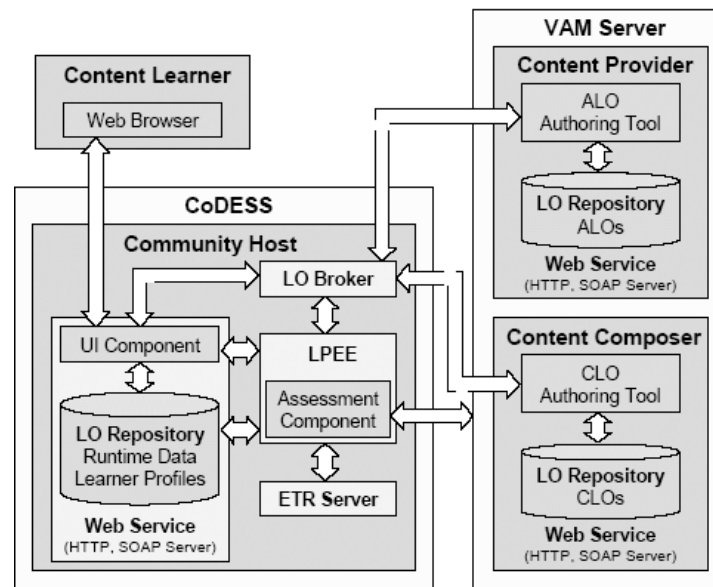 Content Learner
Web Browser
CoDESS
Community Host
LO Broker
UI Component
LPEE
Assessment
Component
LO Repository
Runtime Data
Learner Profiles
ETR Server
Web Service
(HTTP, SOAP Server)
VAM Server
Content Provider
ALO
Authoring Tool
LO Repository
ALOs
Web Service
(HTTP, SOAP Server)
Content Composer
CLO
Authoring Tool
LO Repository
CLOs
Web Service
(HTTP, SOAP Server)